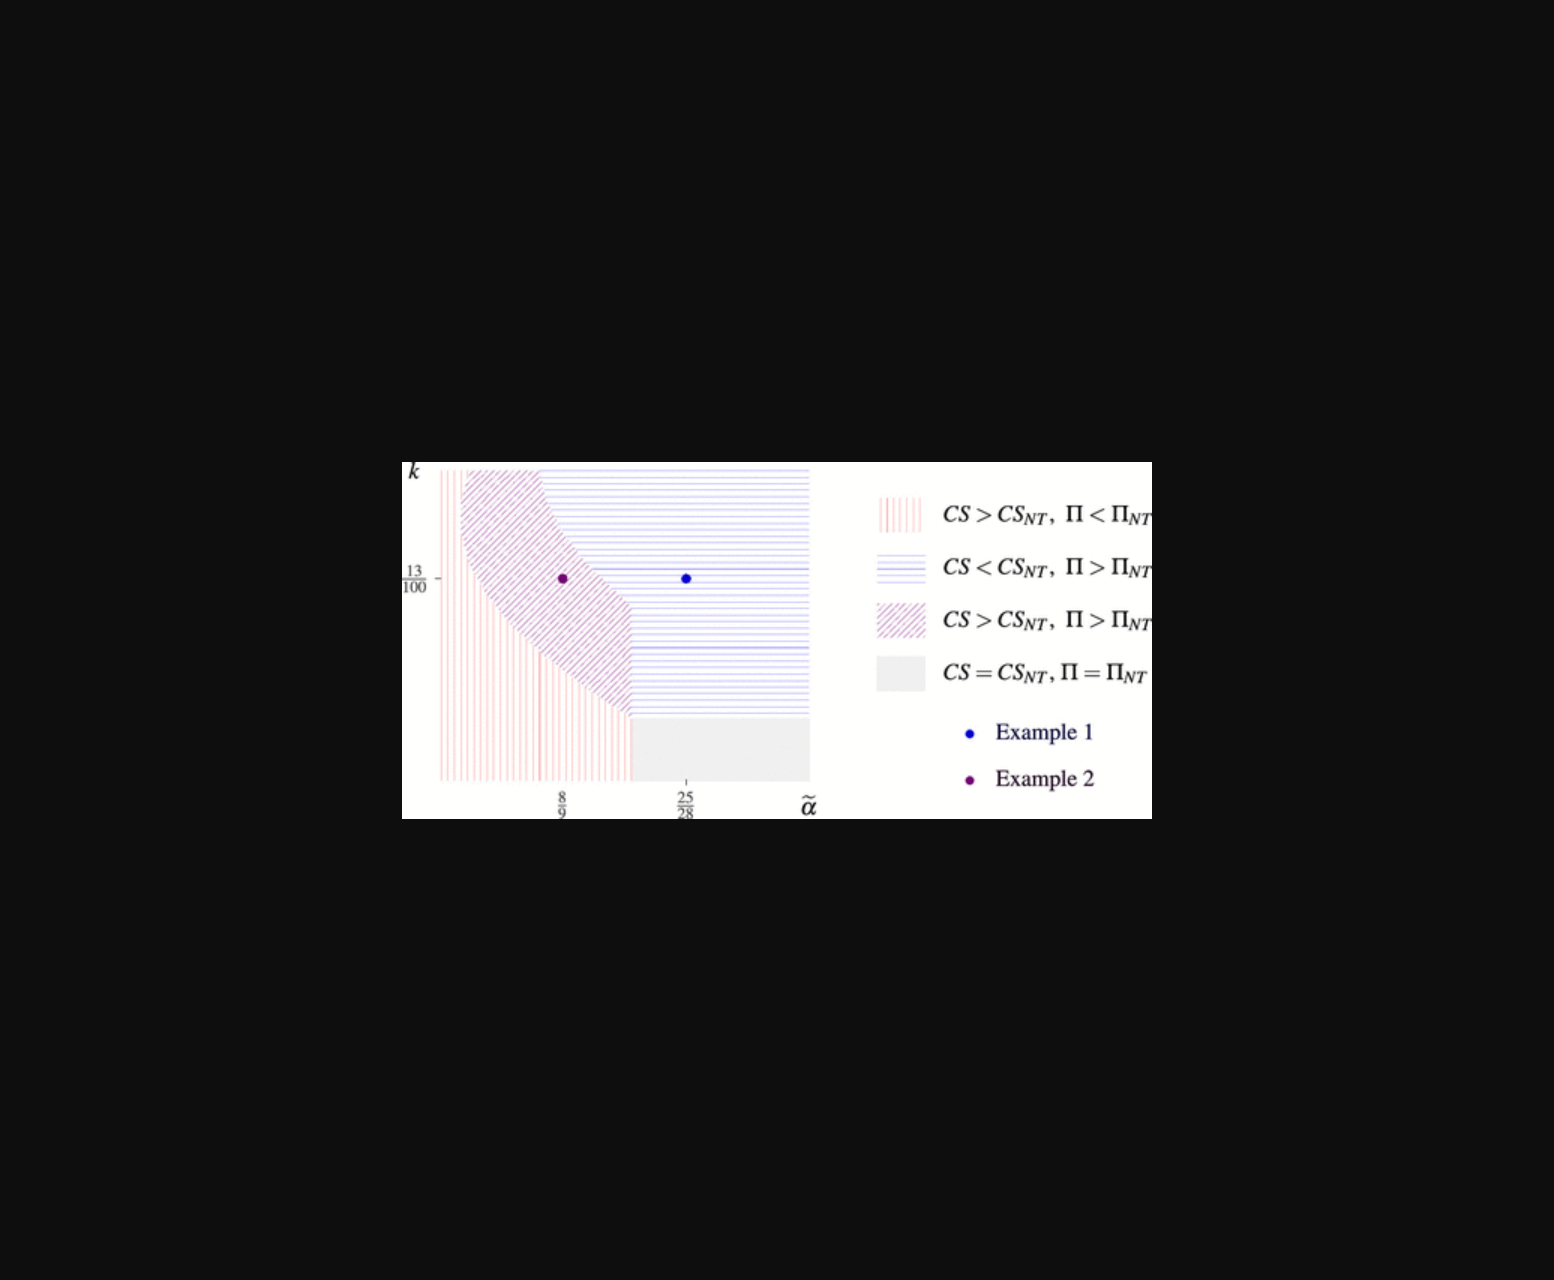 k
13
100
8
9
25
28
α̃
CS > CS_NT, Π < Π_NT
CS < CS_NT, Π > Π_NT
CS > CS_NT, Π > Π_NT
CS = CS_NT, Π = Π_NT
Example 1
Example 2